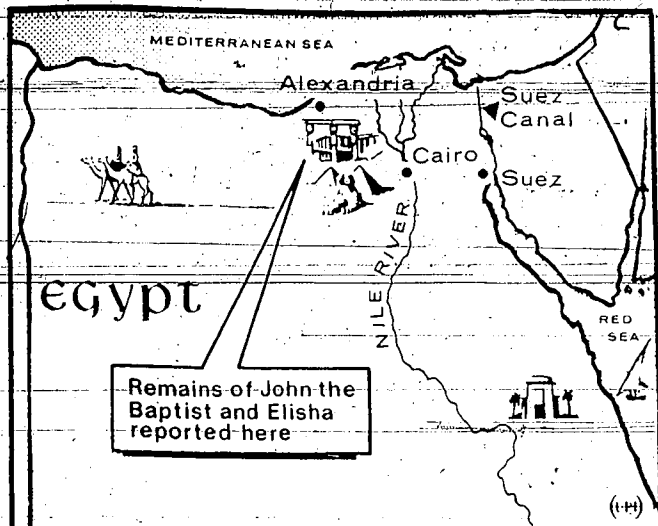 MEDITERRANEAN SEA
Alexandria
Suez
Canal
Cairo
Suez
NILE RIVER
EGYPT
RED
SEA
Remains of John the
Baptist and Elisha
reported here